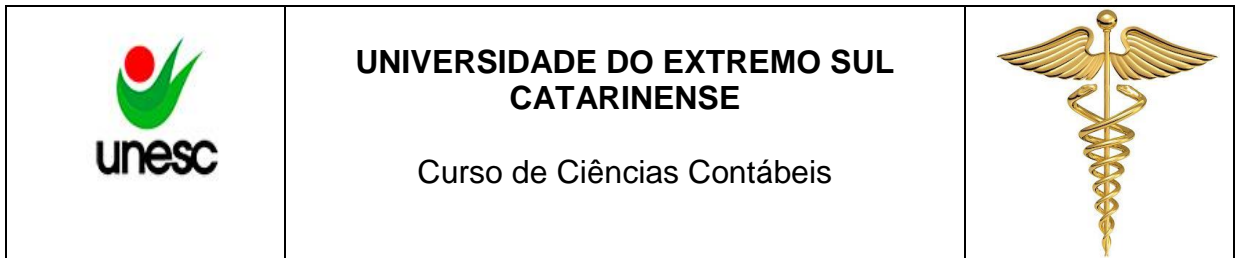 unesc
UNIVERSIDADE DO EXTREMO SUL
CATARINENSE
Curso de Ciências Contábeis